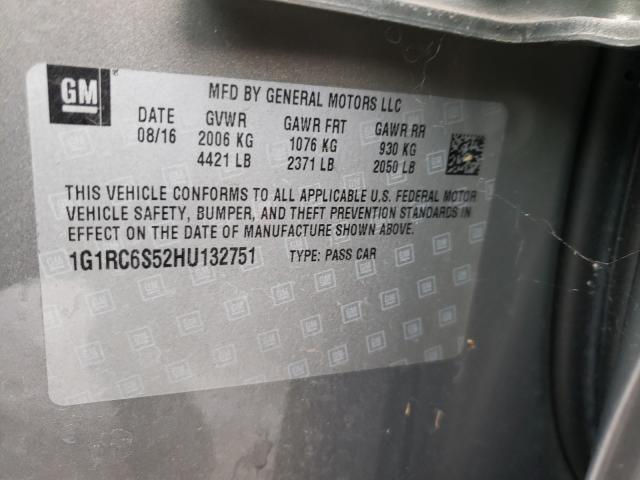 GM
MFD BY GENERAL MOTORS LLC
DATE GVWR GAWR FRT GAWR RR
08/16 2006 KG 1076 KG 930 KG
4421 LB 2371 LB 2050 LB
THIS VEHICLE CONFORMS TO ALL APPLICABLE U.S. FEDERAL MOTOR
VEHICLE SAFETY, BUMPER, AND THEFT PREVENTION STANDARDS IN
EFFECT ON THE DATE OF MANUFACTURE SHOWN ABOVE.
1G1RC6S52HU132751 TYPE: PASS CAR